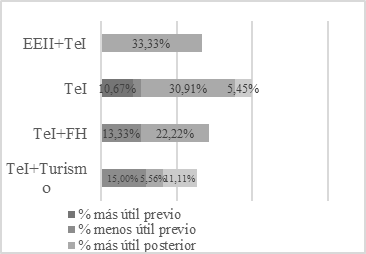 EEII+TeI
33,33%
TeI
10,67% 30,91% 5,45%
TeI+FH
13,33% 22,22%
TeI+Turism
o
15,00% 5,56% 11,11%
% más útil previo
% menos útil previo
% más útil posterior